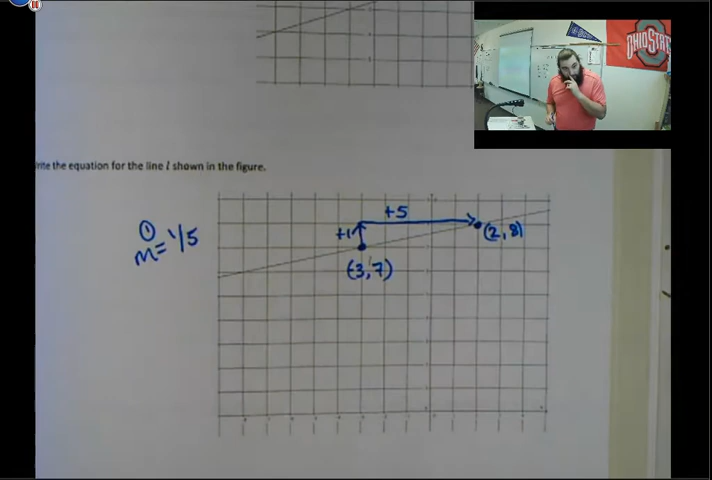 OHIO STATE
Write the equation for the line l shown in the figure.
+5
① +1 (2, 8)
m= 1/5
(-3, 7)